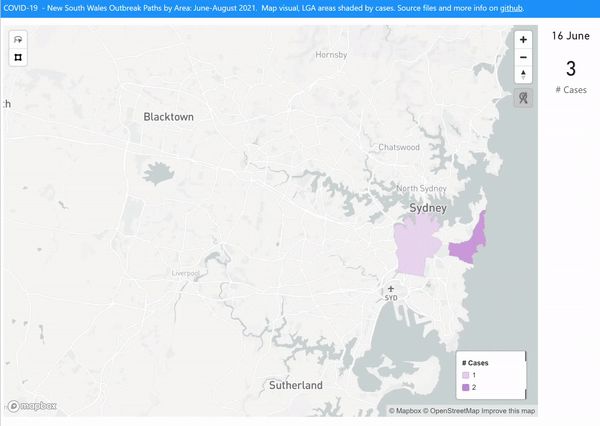 COVID-19 - New South Wales Outbreak Paths by Area: June-August 2021. Map visual, LGA areas shaded by cases. Source files and more info on github.
16 June
3
# Cases
Hornsby
h
Blacktown
Chatswood
North Sydney
Sydney
Liverpool
SYD
Sutherland
# Cases
1
2
mapbox
© Mapbox © OpenStreetMap Improve this map